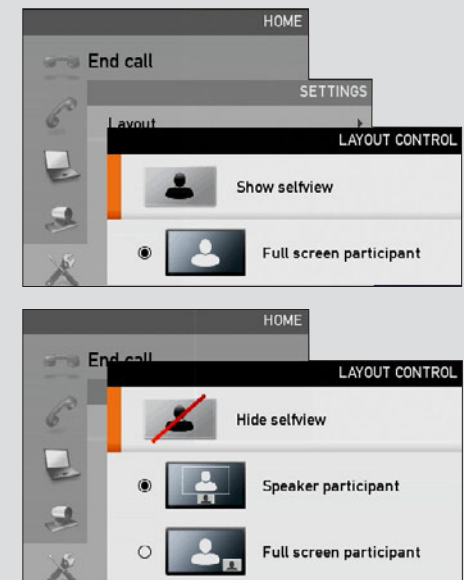 HOME
End call
SETTINGS
Layout
LAYOUT CONTROL
Show selfview
Full screen participant
HOME
End call
LAYOUT CONTROL
Hide selfview
Speaker participant
Full screen participant